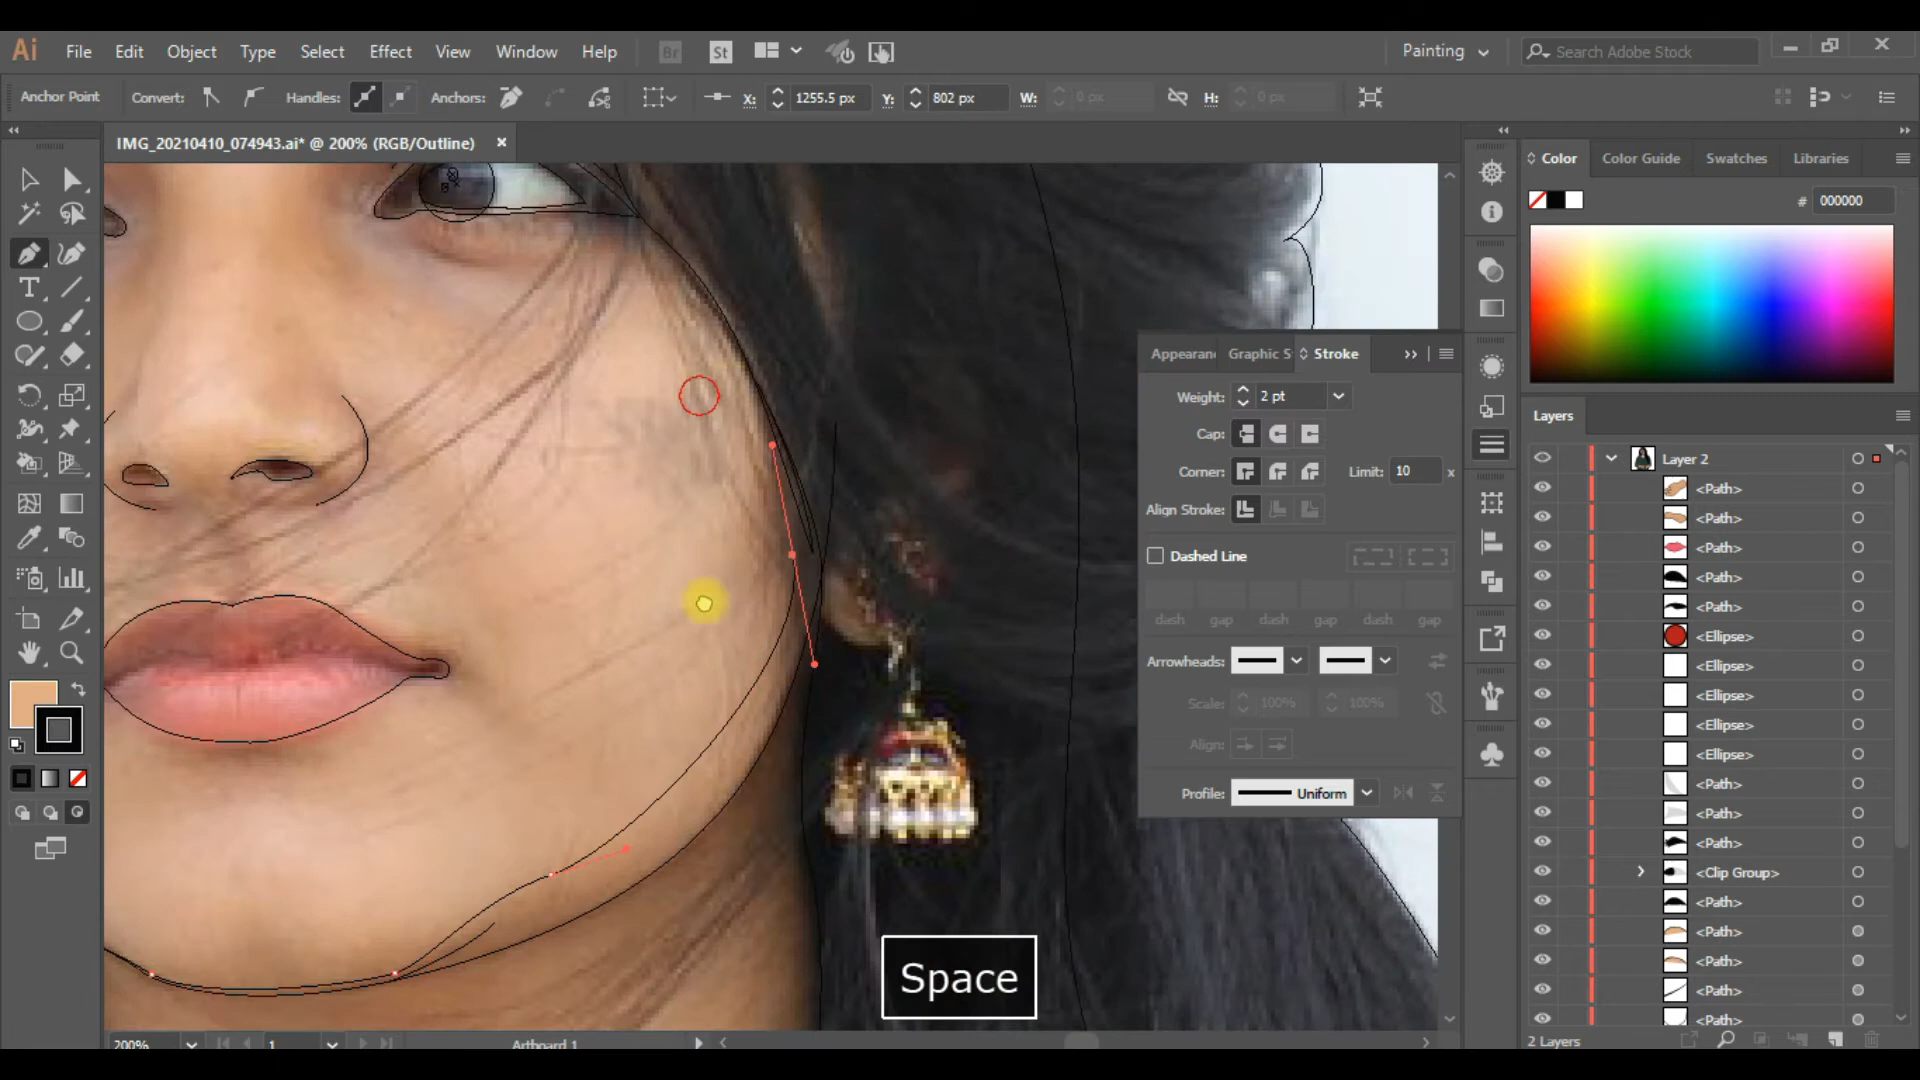 Ai File Edit Object Type Select Effect View Window Help Br St Painting Search Adobe Stock
Anchor Point Convert: Handles: Anchors: X: 1255.5 px Y: 802 px W: 0 px H: 0 px
IMG_20210410_074943.ai* @ 200% (RGB/Outline) ×
Color Color Guide Swatches Libraries
# 000000
Appearan Graphic S Stroke
Weight: 2 pt
Cap:
Corner: Limit: 10 x
Align Stroke:
Dashed Line
dash gap dash gap dash gap
Arrowheads:
Scale: 100% 100%
Align:
Profile: Uniform
Layers
Layer 2
<Path>
<Path>
<Path>
<Path>
<Path>
<Ellipse>
<Ellipse>
<Ellipse>
<Ellipse>
<Ellipse>
<Path>
<Path>
<Path>
<Clip Group>
<Path>
<Path>
<Path>
<Path>
<Path>
2 Layers
Space
200% 1 Artboard 1